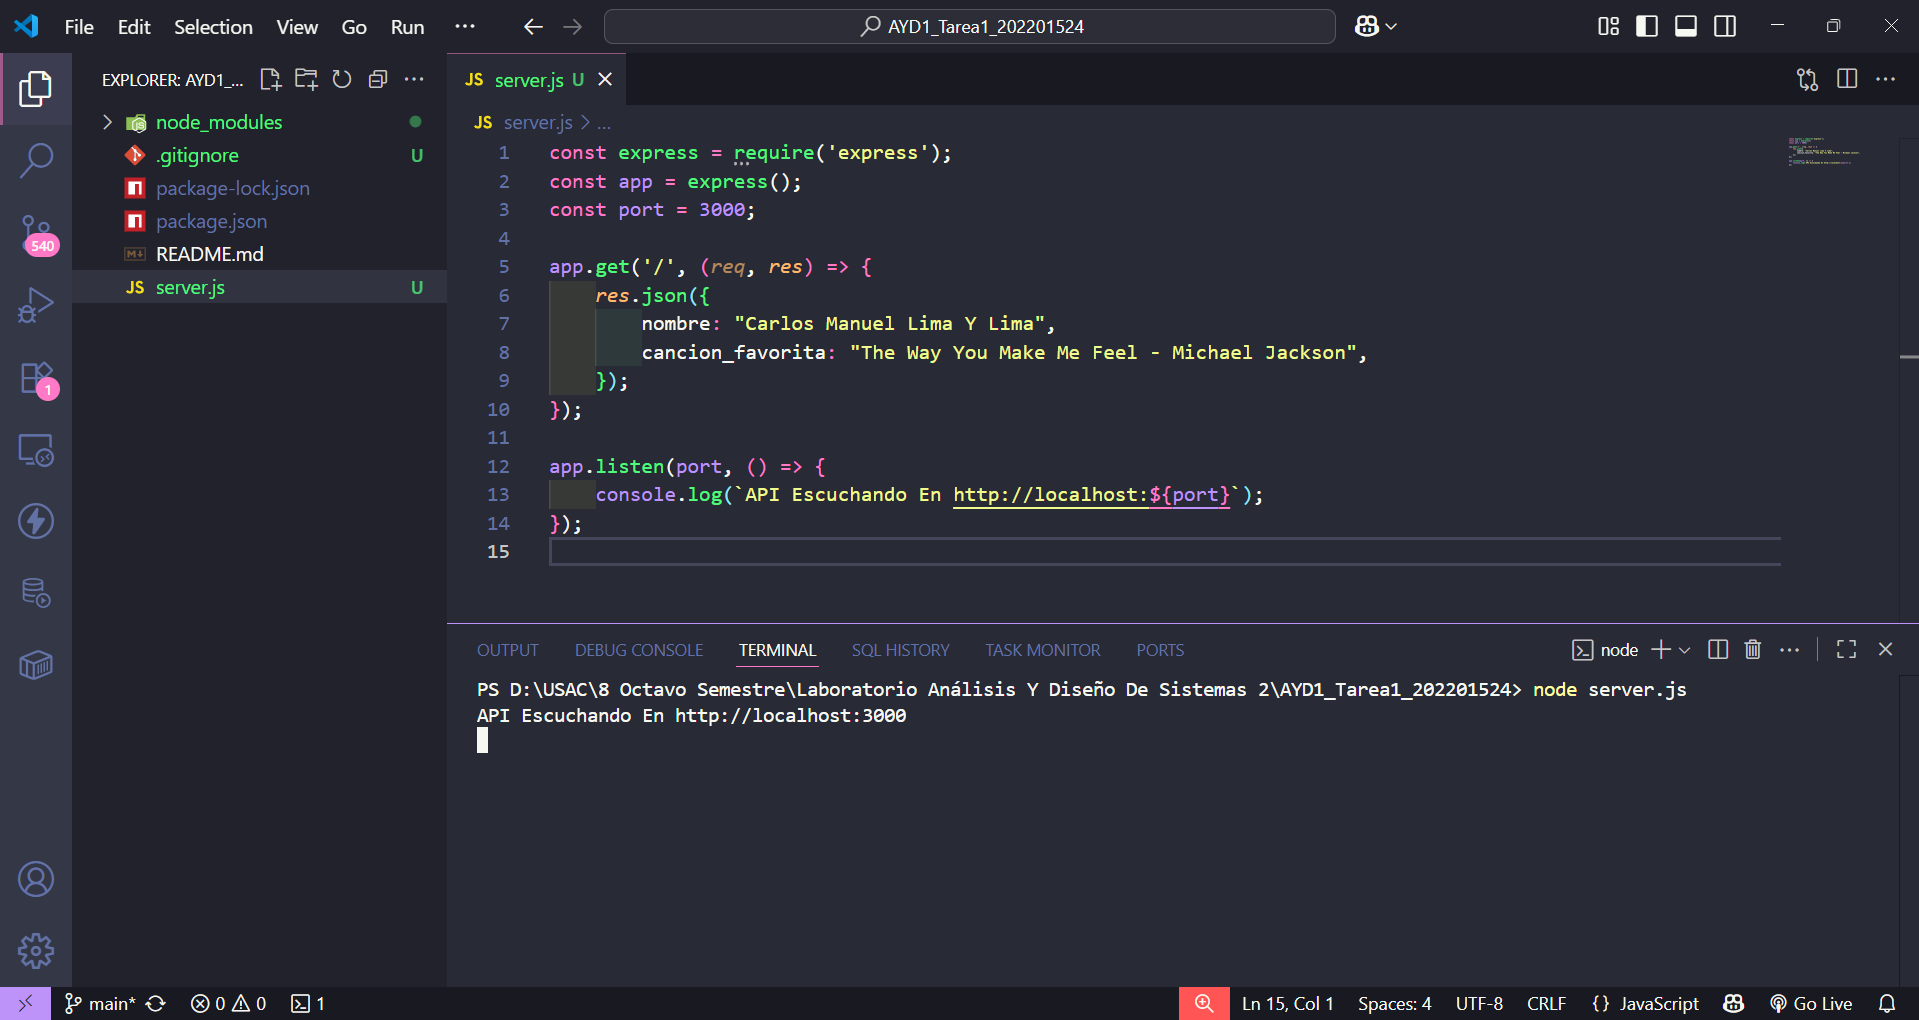 File Edit Selection View Go Run ··· AYD1_Tarea1_202201524
EXPLORER: AYD1_...
node_modules
.gitignore U
package-lock.json
package.json
README.md
JS server.js U
540
1
JS server.js U
JS server.js > ...
1 const express = require('express');
2 const app = express();
3 const port = 3000;
4
5 app.get('/', (req, res) => {
6 res.json({
7 nombre: "Carlos Manuel Lima Y Lima",
8 cancion_favorita: "The Way You Make Me Feel - Michael Jackson",
9 });
10 });
11
12 app.listen(port, () => {
13 console.log(`API Escuchando En http://localhost:${port}`);
14 });
15
OUTPUT DEBUG CONSOLE TERMINAL SQL HISTORY TASK MONITOR PORTS node
PS D:\USAC\8 Octavo Semestre\Laboratorio Análisis Y Diseño De Sistemas 2\AYD1_Tarea1_202201524> node server.js
API Escuchando En http://localhost:3000
main* 0 0 1 Ln 15, Col 1 Spaces: 4 UTF-8 CRLF {} JavaScript Go Live